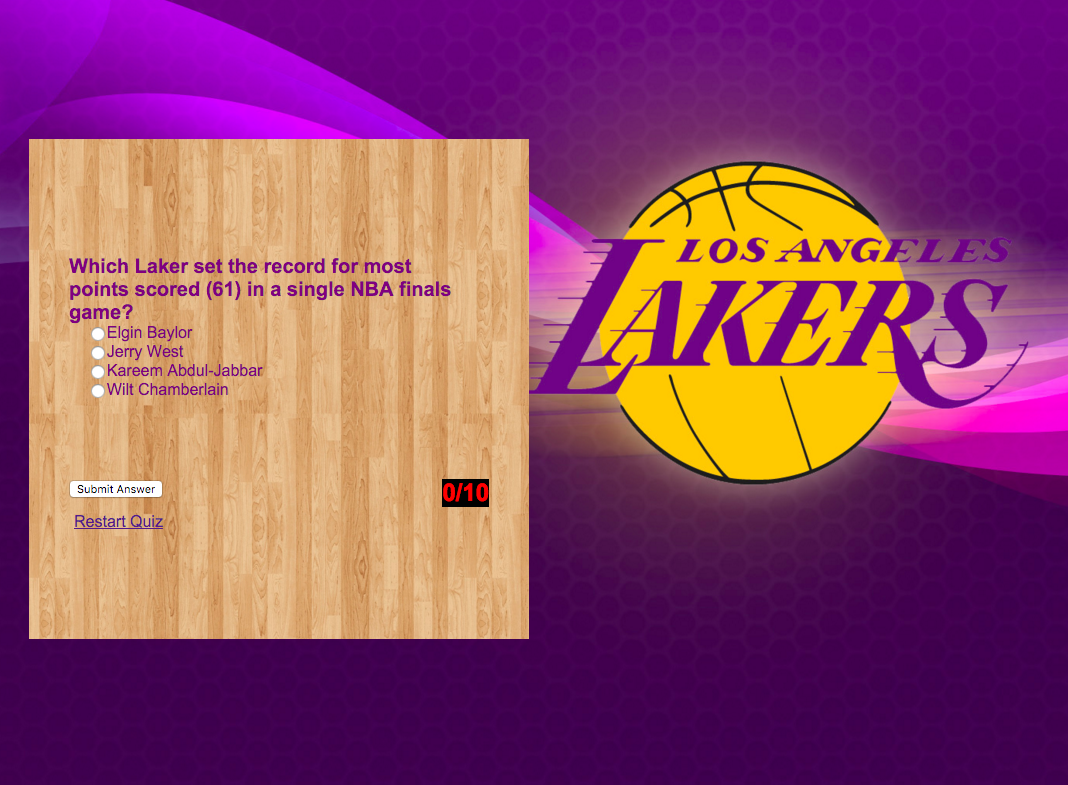 Which Laker set the record for most
points scored (61) in a single NBA finals
game?
Elgin Baylor
Jerry West
Kareem Abdul-Jabbar
Wilt Chamberlain
Submit Answer
0/10
Restart Quiz
LOS ANGELES
LAKERS